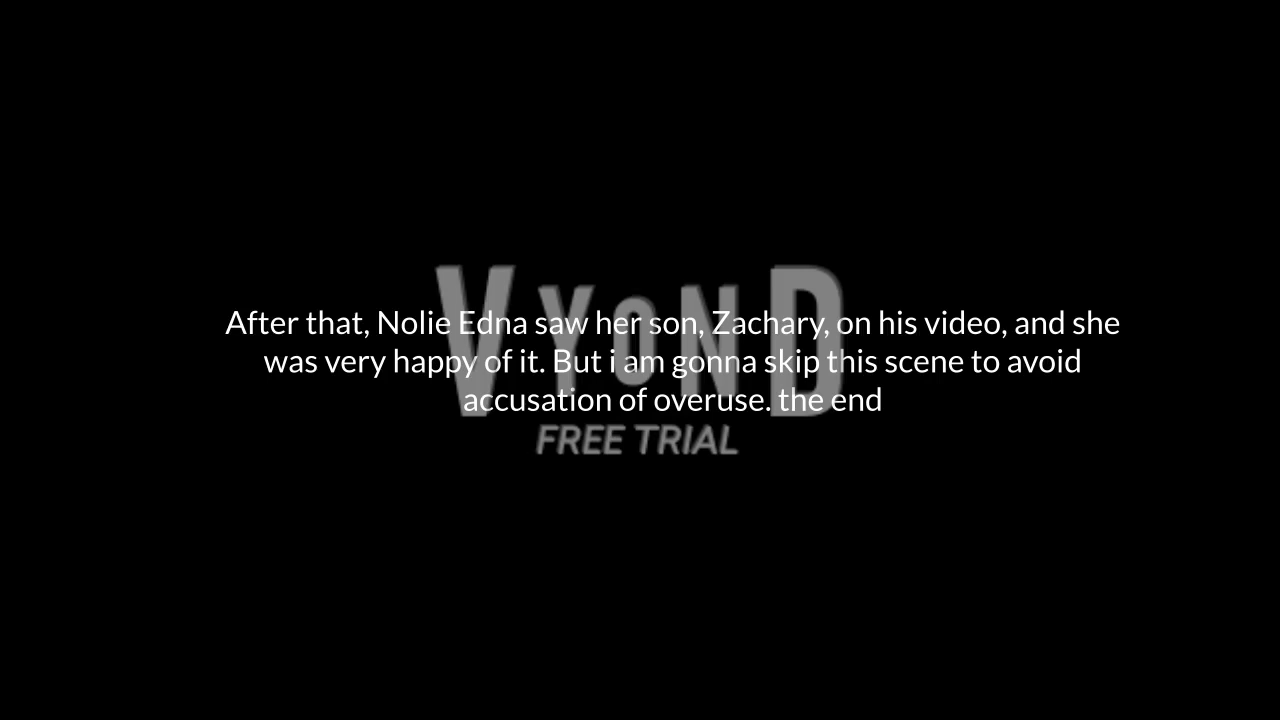 After that, Nolie Edna saw her son, Zachary, on his video, and she
was very happy of it. But i am gonna skip this scene to avoid
accusation of overuse. the end
VYOND
FREE TRIAL